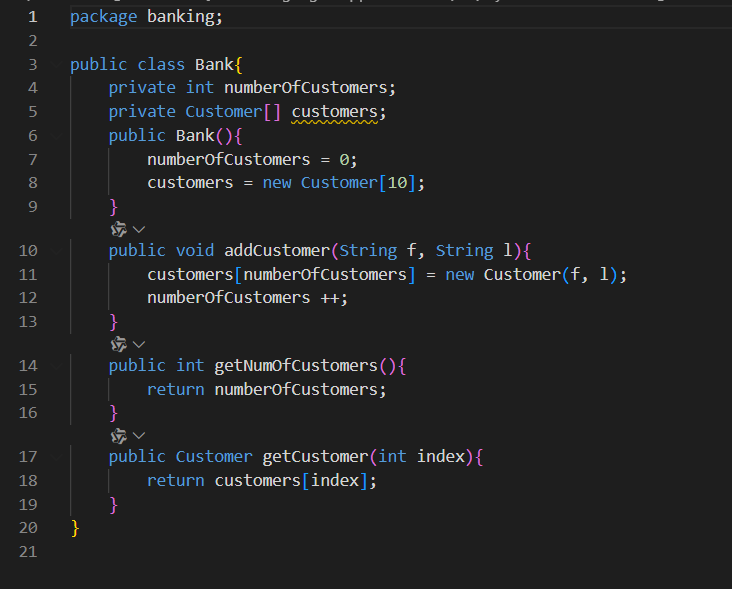 1 package banking;
2
3 public class Bank{
4     private int numberOfCustomers;
5     private Customer[] customers;
6     public Bank(){
7         numberOfCustomers = 0;
8         customers = new Customer[10];
9     }
10     public void addCustomer(String f, String l){
11         customers[numberOfCustomers] = new Customer(f, l);
12         numberOfCustomers ++;
13     }
14     public int getNumOfCustomers(){
15         return numberOfCustomers;
16     }
17     public Customer getCustomer(int index){
18         return customers[index];
19     }
20 }
21